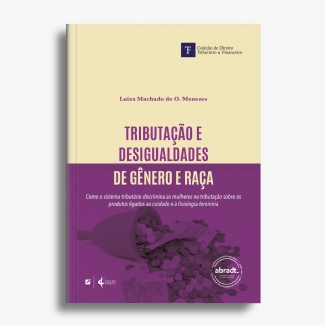 TF
Coleção de Direito
Tributário & Financeiro
Luiza Machado de O. Menezes
TRIBUTAÇÃO E
DESIGUALDADES
DE GÊNERO E RAÇA
Como o sistema tributário discrimina as mulheres na tributação sobre os
produtos ligados ao cuidado e à fisiologia feminina
abradt.